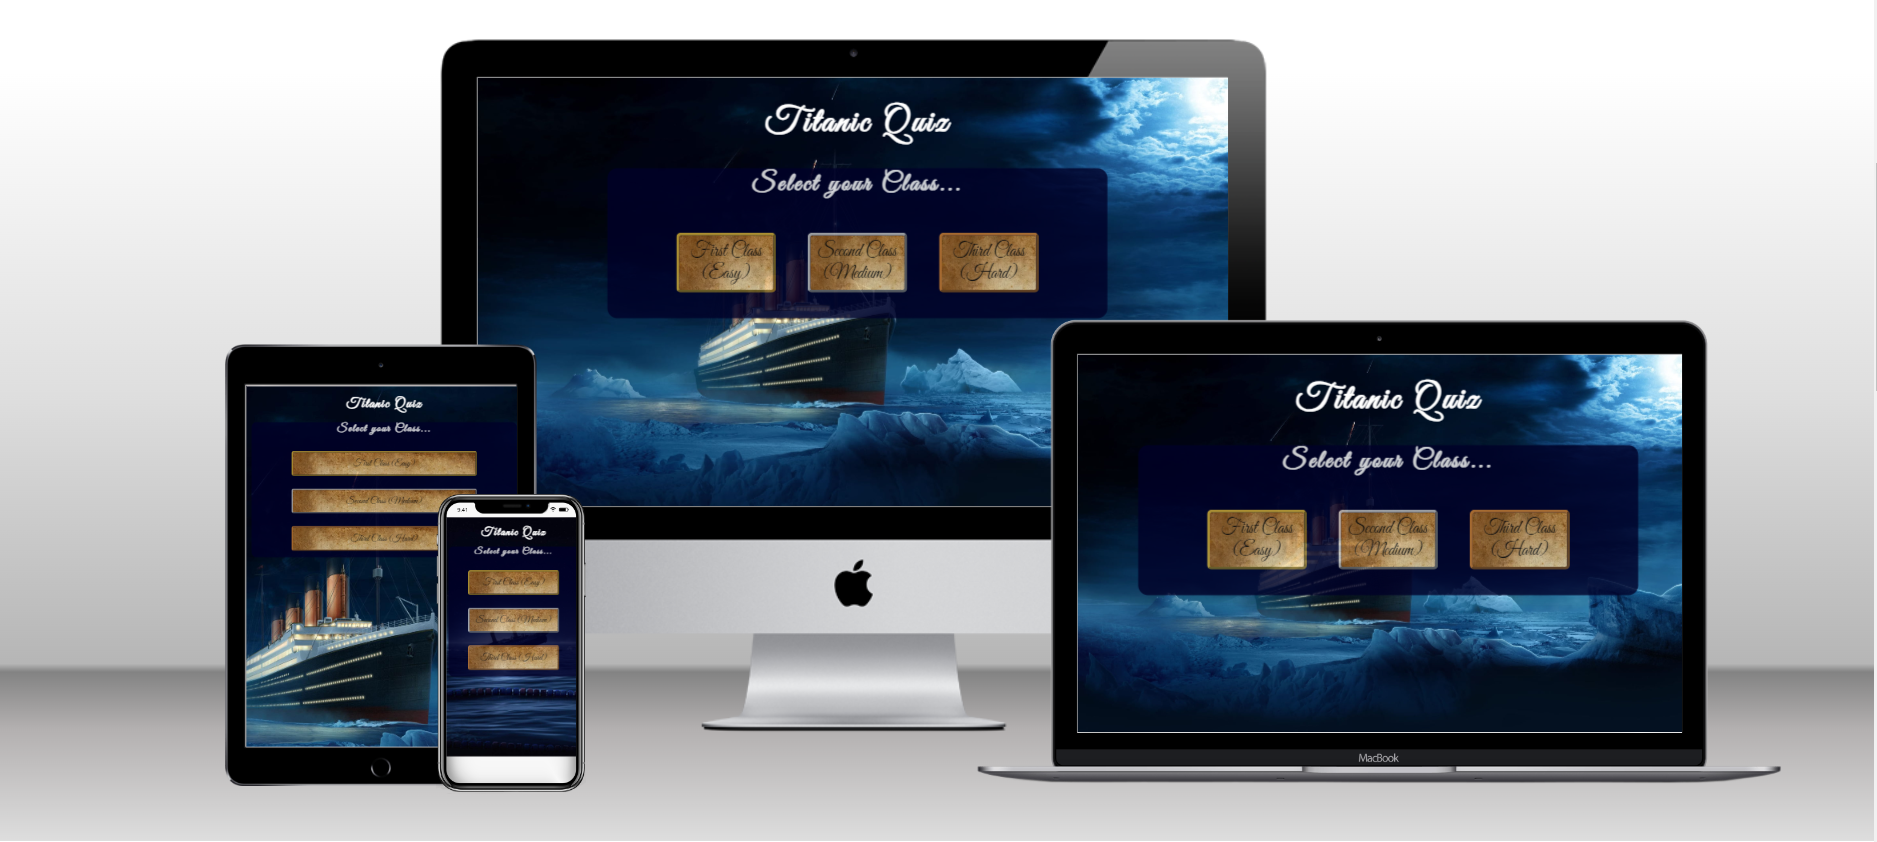 Titanic Quiz
Select your Class...
First Class
(Easy)
Second Class
(Medium)
Third Class
(Hard)
Titanic Quiz
Select your Class...
First Class (Easy)
Second Class (Medium)
Third Class (Hard)
9:41
Titanic Quiz
Select your Class...
First Class (Easy)
Second Class (Medium)
Third Class (Hard)
Titanic Quiz
Select your Class...
First Class
(Easy)
Second Class
(Medium)
Third Class
(Hard)
MacBook